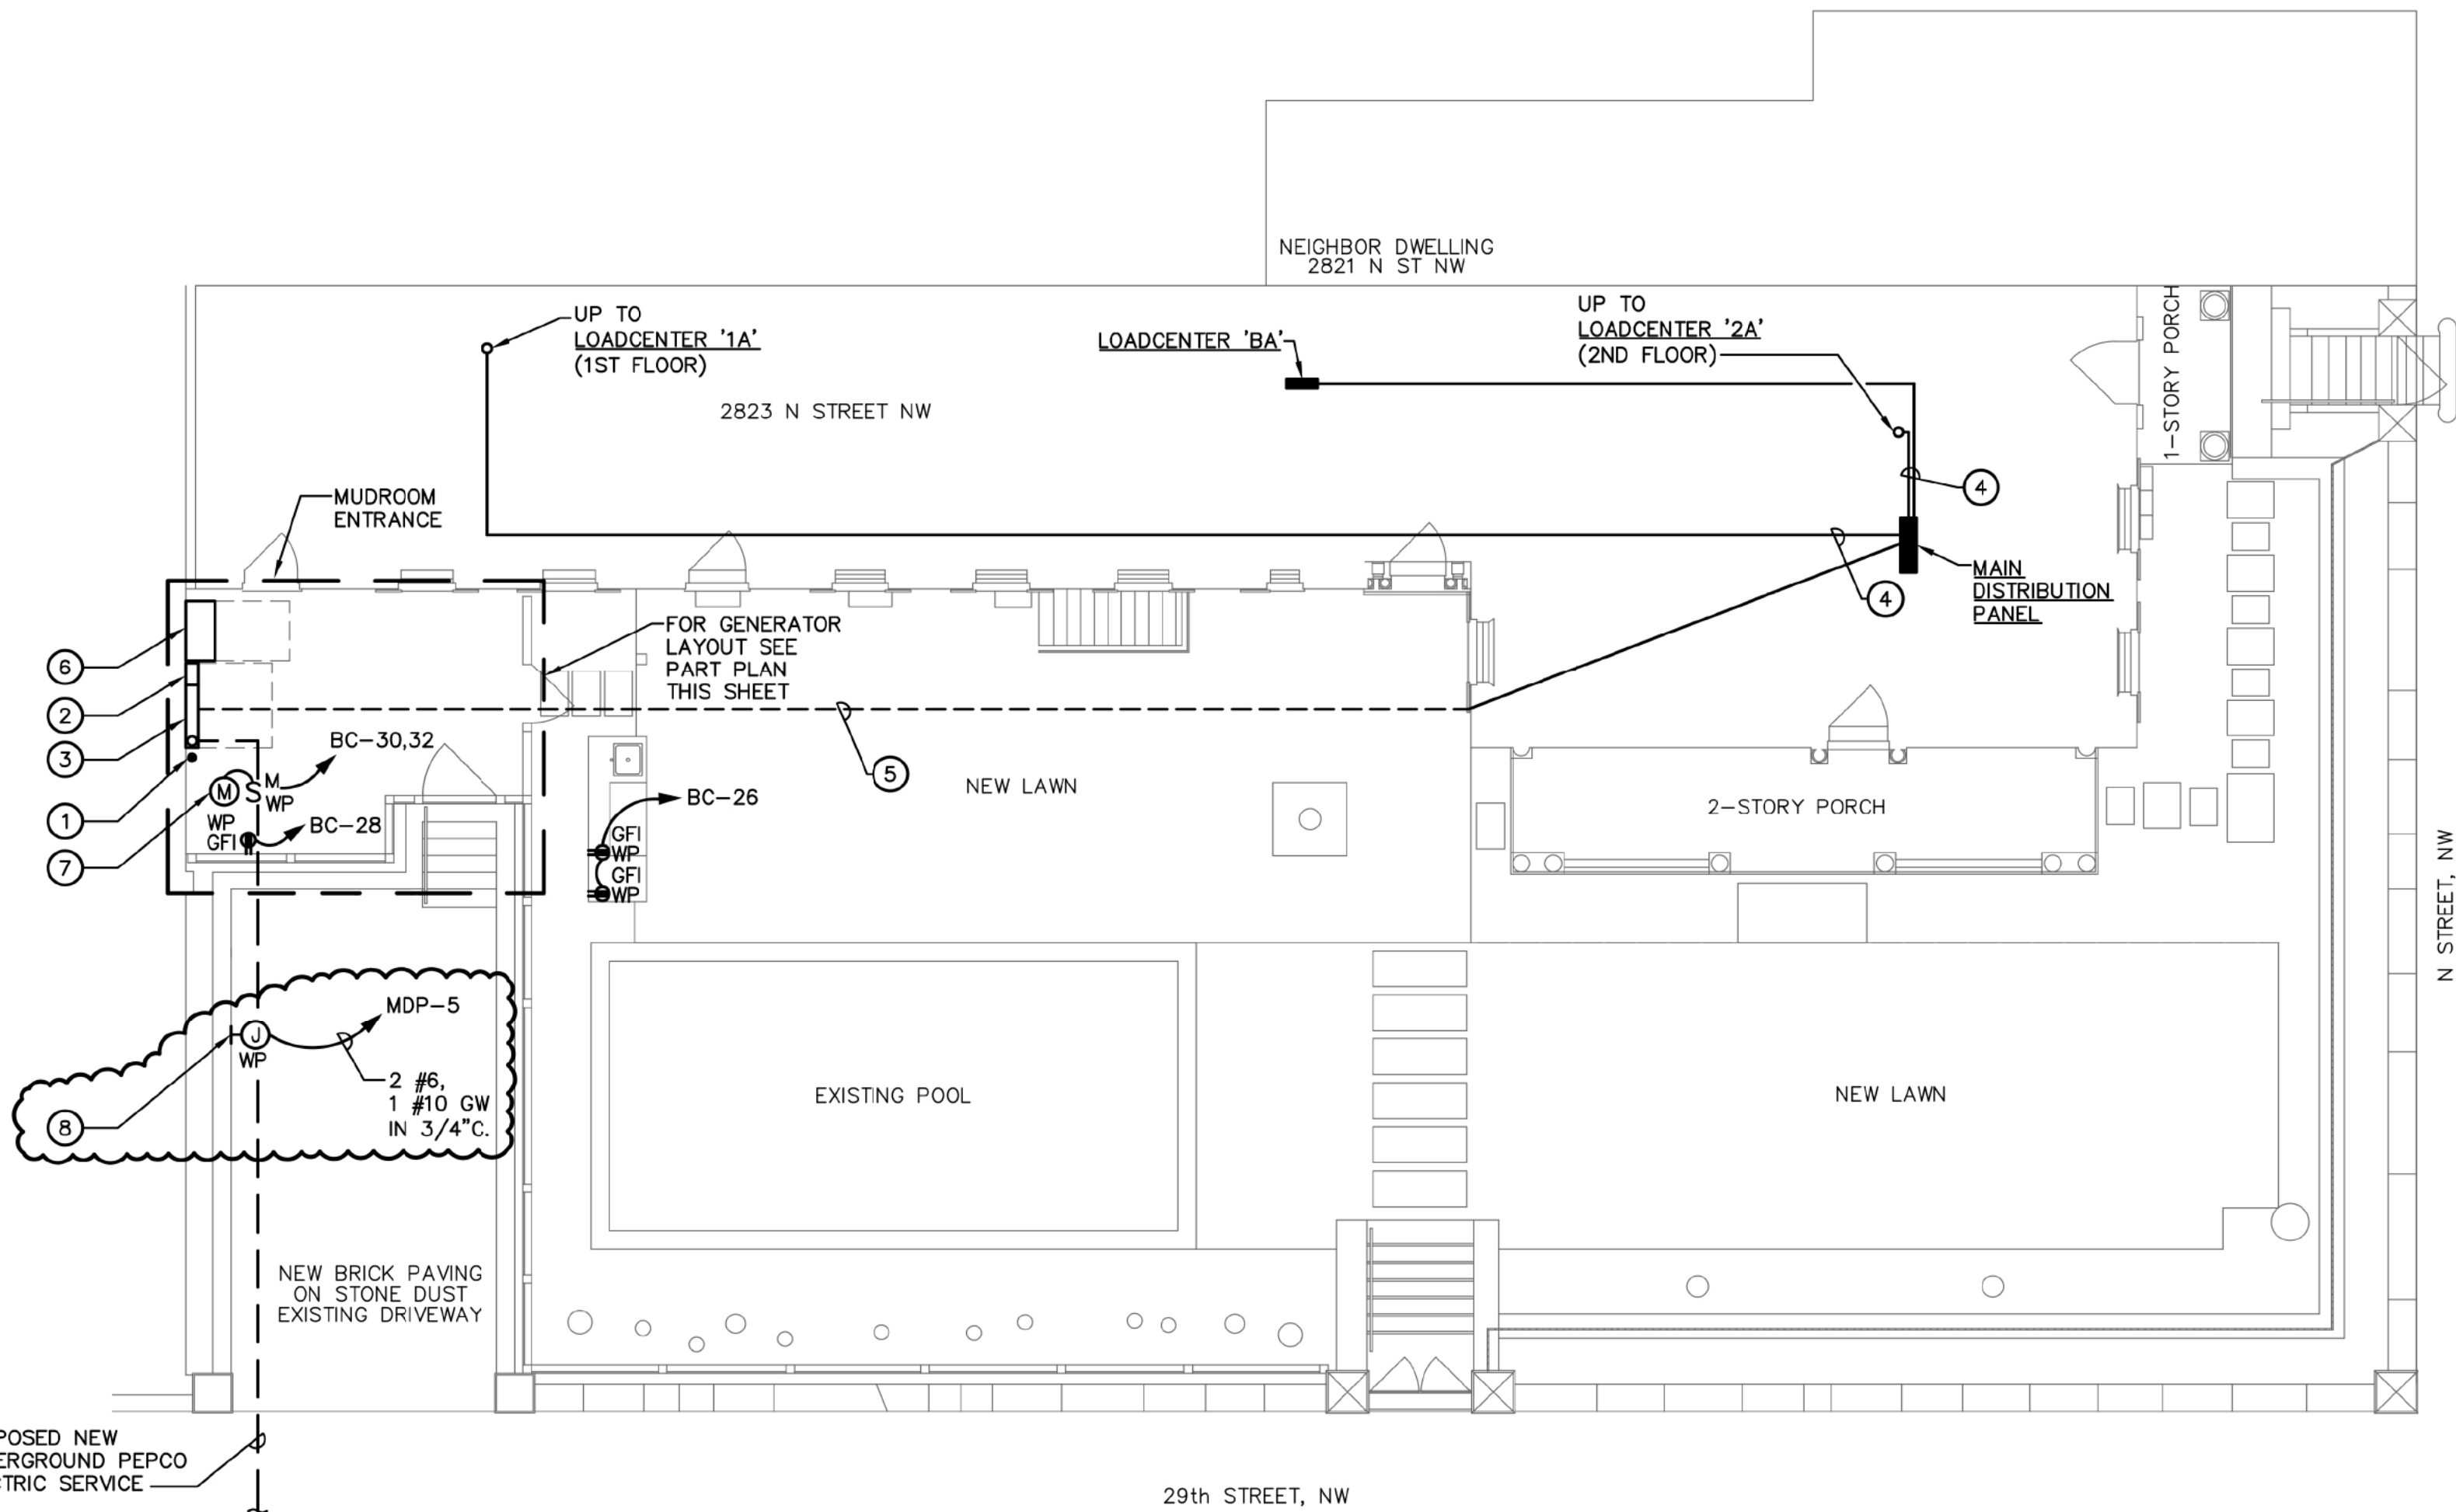 NEIGHBOR DWELLING
2821 N ST NW
UP TO
LOADCENTER '1A'
(1ST FLOOR)
LOADCENTER 'BA'
UP TO
LOADCENTER '2A'
(2ND FLOOR)
1-STORY PORCH
2823 N STREET NW
MUDROOM
ENTRANCE
4
4
MAIN
DISTRIBUTION
PANEL
FOR GENERATOR
LAYOUT SEE
PART PLAN
THIS SHEET
6
2
3
1
7
BC-30,32
M
M
S
WP
WP
GFI
BC-28
5
BC-26
GFI
WP
GFI
WP
NEW LAWN
2-STORY PORCH
N STREET, NW
MDP-5
J
WP
2 #6,
1 #10 GW
IN 3/4"C.
8
EXISTING POOL
NEW LAWN
NEW BRICK PAVING
ON STONE DUST
EXISTING DRIVEWAY
POSED NEW
ERGROUND PEPCO
CTRIC SERVICE
29th STREET, NW